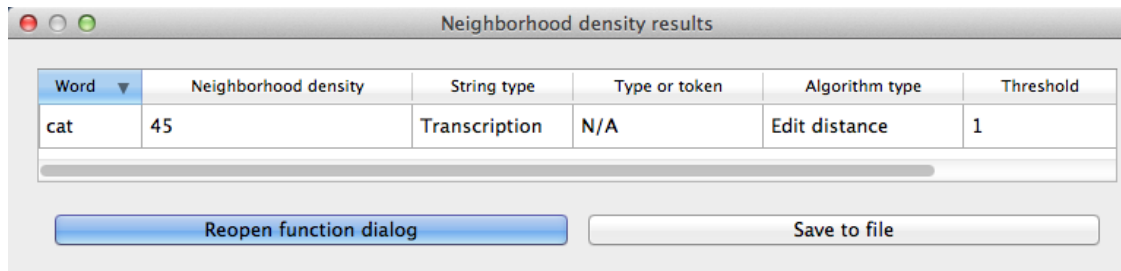 Neighborhood density results
Word Neighborhood density String type Type or token Algorithm type Threshold
cat 45 Transcription N/A Edit distance 1
Reopen function dialog Save to file